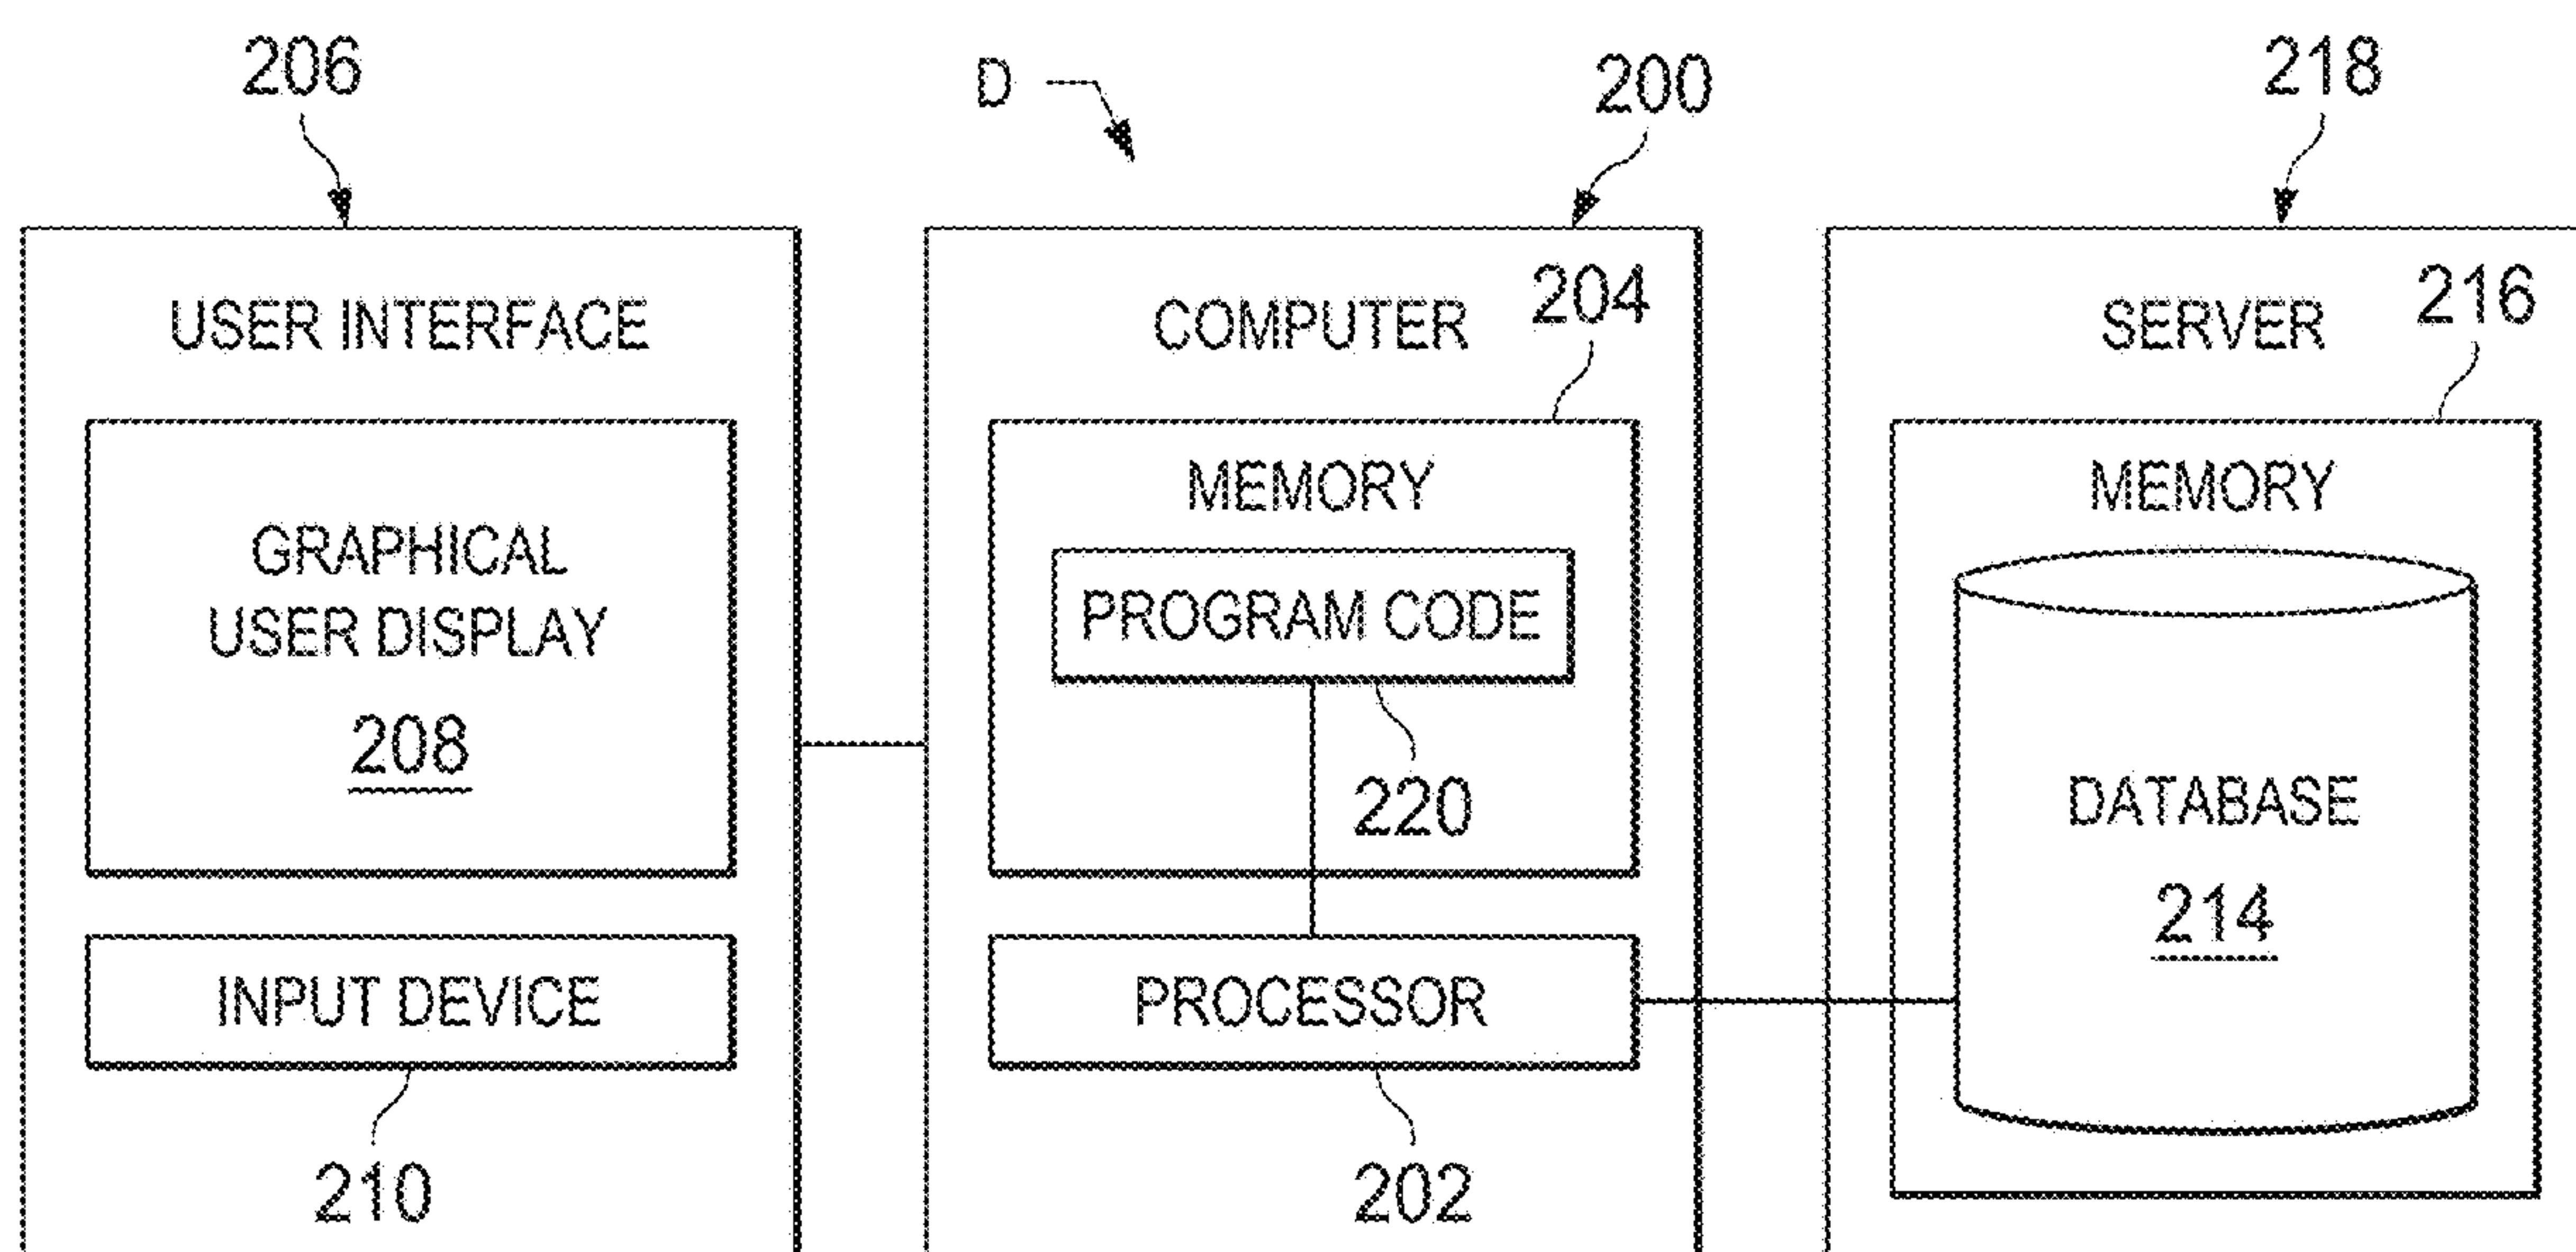 206
D
200
218
USER INTERFACE
GRAPHICAL
USER DISPLAY
208
INPUT DEVICE
210
COMPUTER
204
MEMORY
PROGRAM CODE
220
PROCESSOR
202
SERVER
216
MEMORY
DATABASE
214